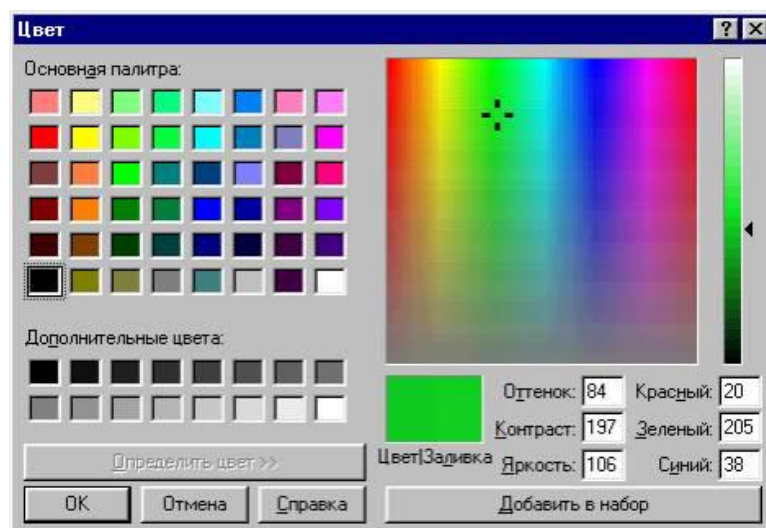 Цвет
Основная палитра:
Дополнительные цвета:
Определить цвет >>
OK Отмена Справка
Оттенок: 84 Красный: 20
Контраст: 197 Зеленый: 205
Цвет|Заливка Яркость: 106 Синий: 38
Добавить в набор